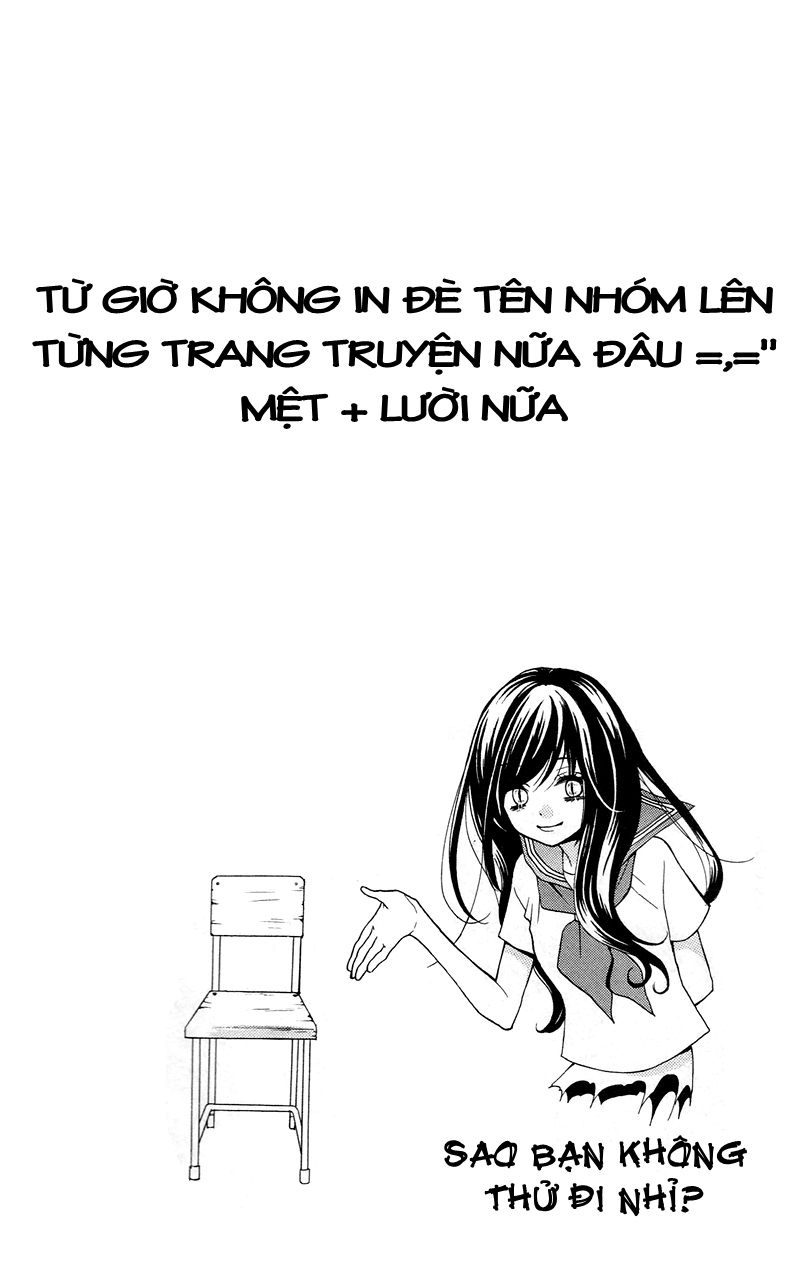 TỪ GIỜ KHÔNG IN ĐÈ TÊN NHÓM LÊN
TỪNG TRANG TRUYỆN NỮA ĐÂU =,="
MỆT + LƯỜI NỮA
SAO BẠN KHÔNG
THỬ ĐI NHỈ?